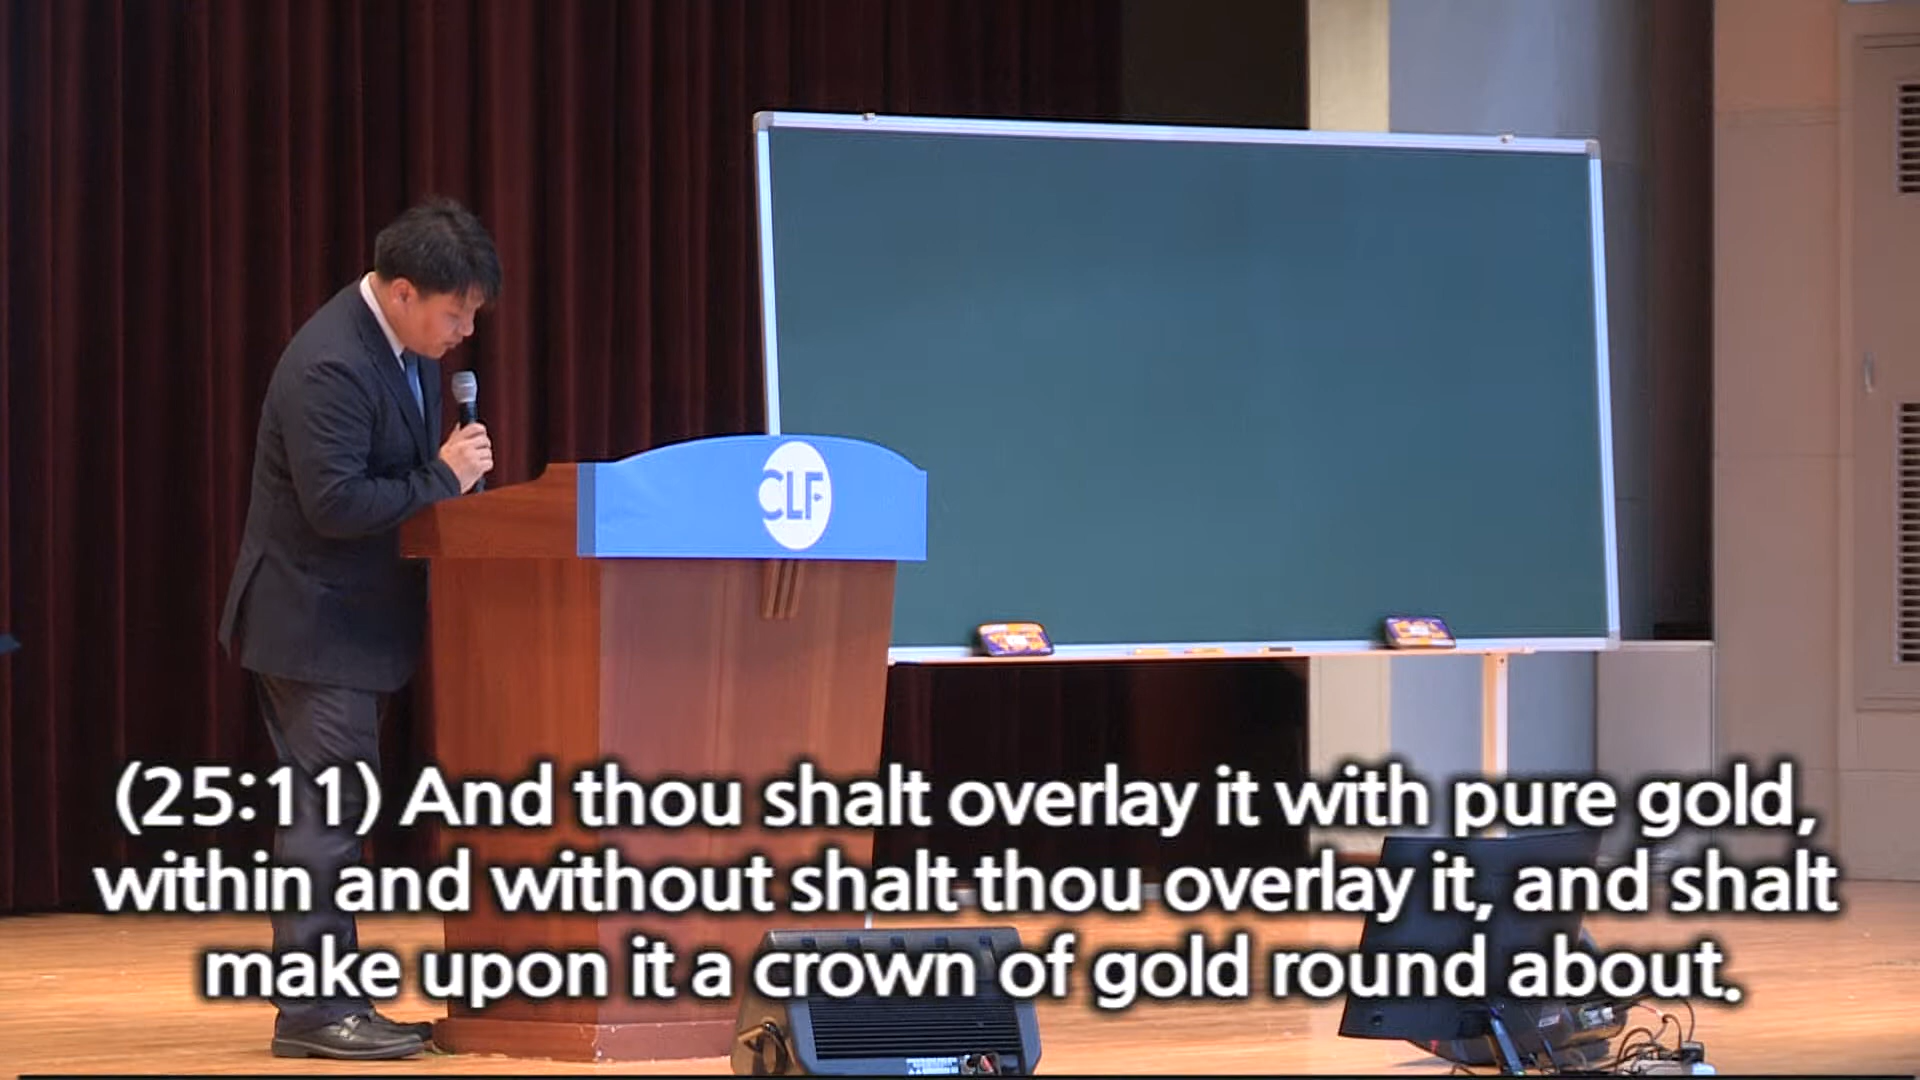 CLF
(25:11) And thou shalt overlay it with pure gold,
within and without shalt thou overlay it, and shalt
make upon it a crown of gold round about.